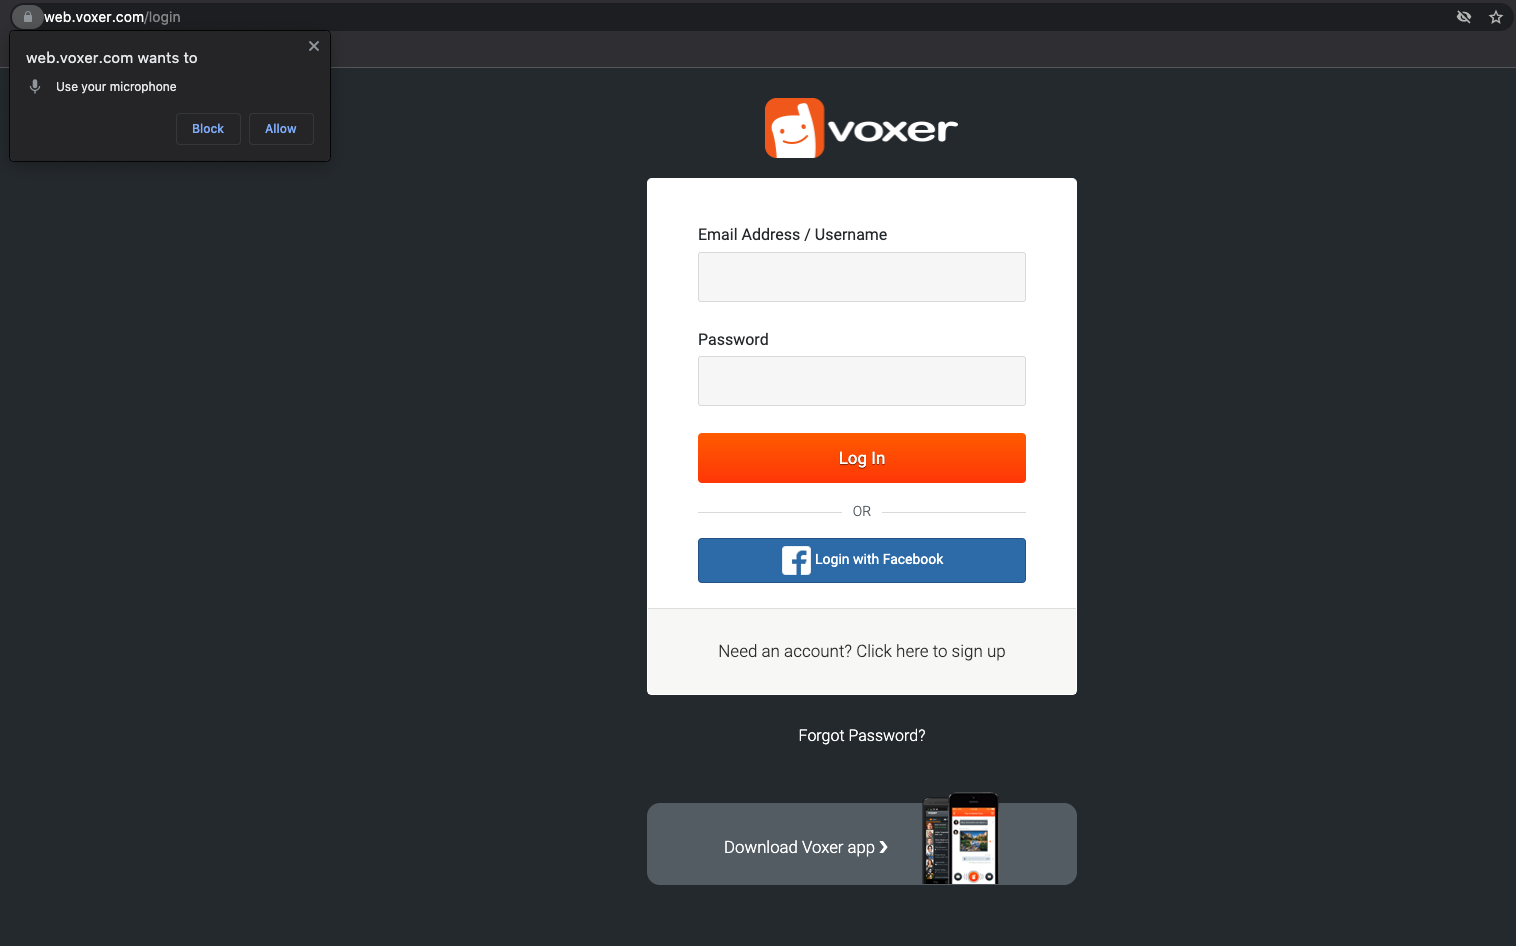 web.voxer.com/login
web.voxer.com wants to
Use your microphone
Block
Allow
voxer
Email Address / Username
Password
Log In
OR
Login with Facebook
Need an account? Click here to sign up
Forgot Password?
Download Voxer app ❯